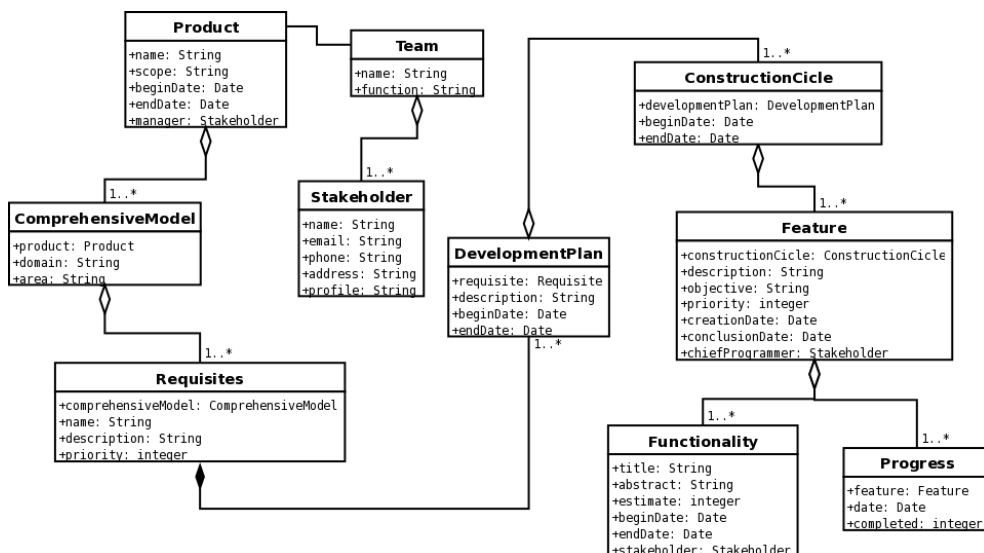 Product
+name: String
+scope: String
+beginDate: Date
+endDate: Date
+manager: Stakeholder
Team
+name: String
+function: String
1..*
ConstructionCicle
+developmentPlan: DevelopmentPlan
+beginDate: Date
+endDate: Date
1..*
ComprehensiveModel
+product: Product
+domain: String
+area: String
1..*
Stakeholder
+name: String
+email: String
+phone: String
+address: String
+profile: String
DevelopmentPlan
+requisite: Requisite
+description: String
+beginDate: Date
+endDate: Date
1..*
1..*
Feature
+constructionCicle: ConstructionCicle
+description: String
+objective: String
+priority: integer
+creationDate: Date
+conclusionDate: Date
+chiefProgrammer: Stakeholder
1..*
Requisites
+comprehensiveModel: ComprehensiveModel
+name: String
+description: String
+priority: integer
1..*
Functionality
+title: String
+abstract: String
+estimate: integer
+beginDate: Date
+endDate: Date
+stakeholder: Stakeholder
1..*
Progress
+feature: Feature
+date: Date
+completed: integer